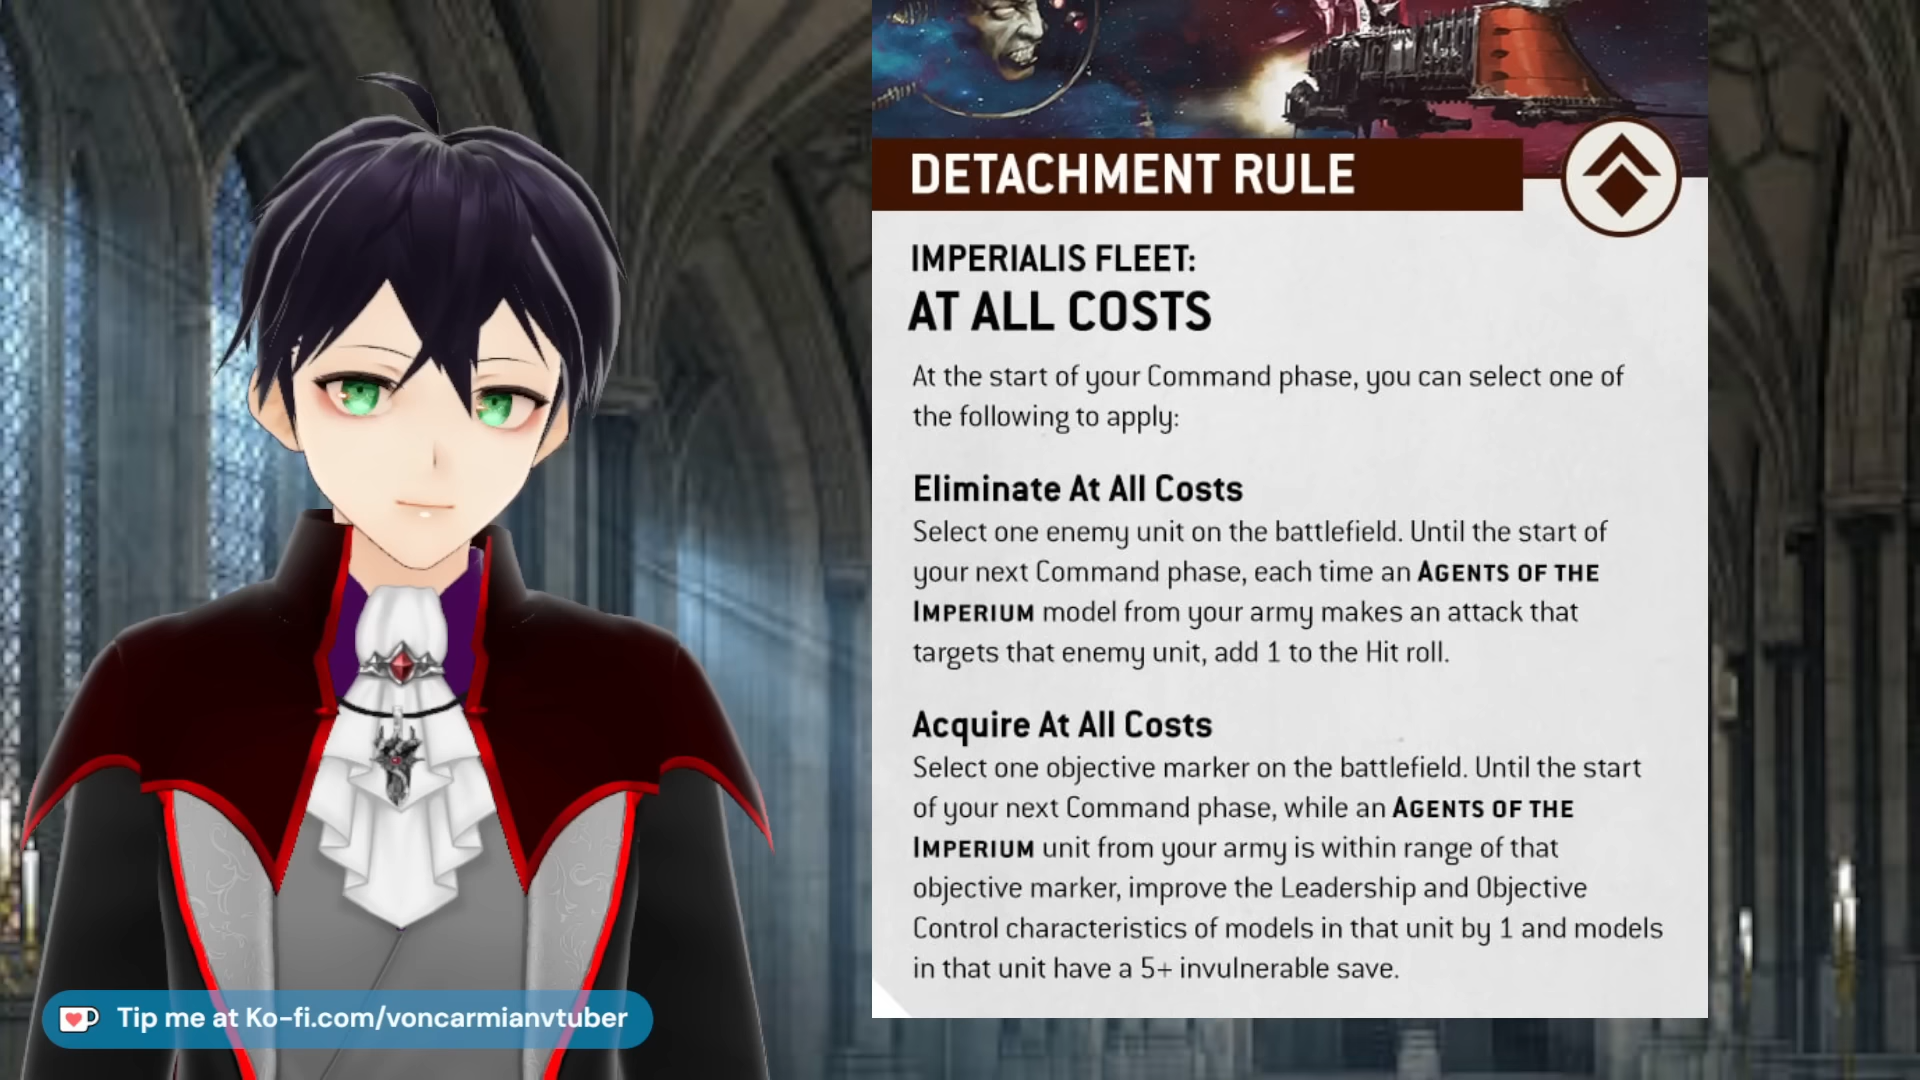 DETACHMENT RULE
IMPERIALIS FLEET:
AT ALL COSTS
At the start of your Command phase, you can select one of
the following to apply:
Eliminate At All Costs
Select one enemy unit on the battlefield. Until the start of
your next Command phase, each time an AGENTS OF THE
IMPERIUM model from your army makes an attack that
targets that enemy unit, add 1 to the Hit roll.
Acquire At All Costs
Select one objective marker on the battlefield. Until the start
of your next Command phase, while an AGENTS OF THE
IMPERIUM unit from your army is within range of that
objective marker, improve the Leadership and Objective
Control characteristics of models in that unit by 1 and models
in that unit have a 5+ invulnerable save.
Tip me at Ko-fi.com/voncarmianvtuber